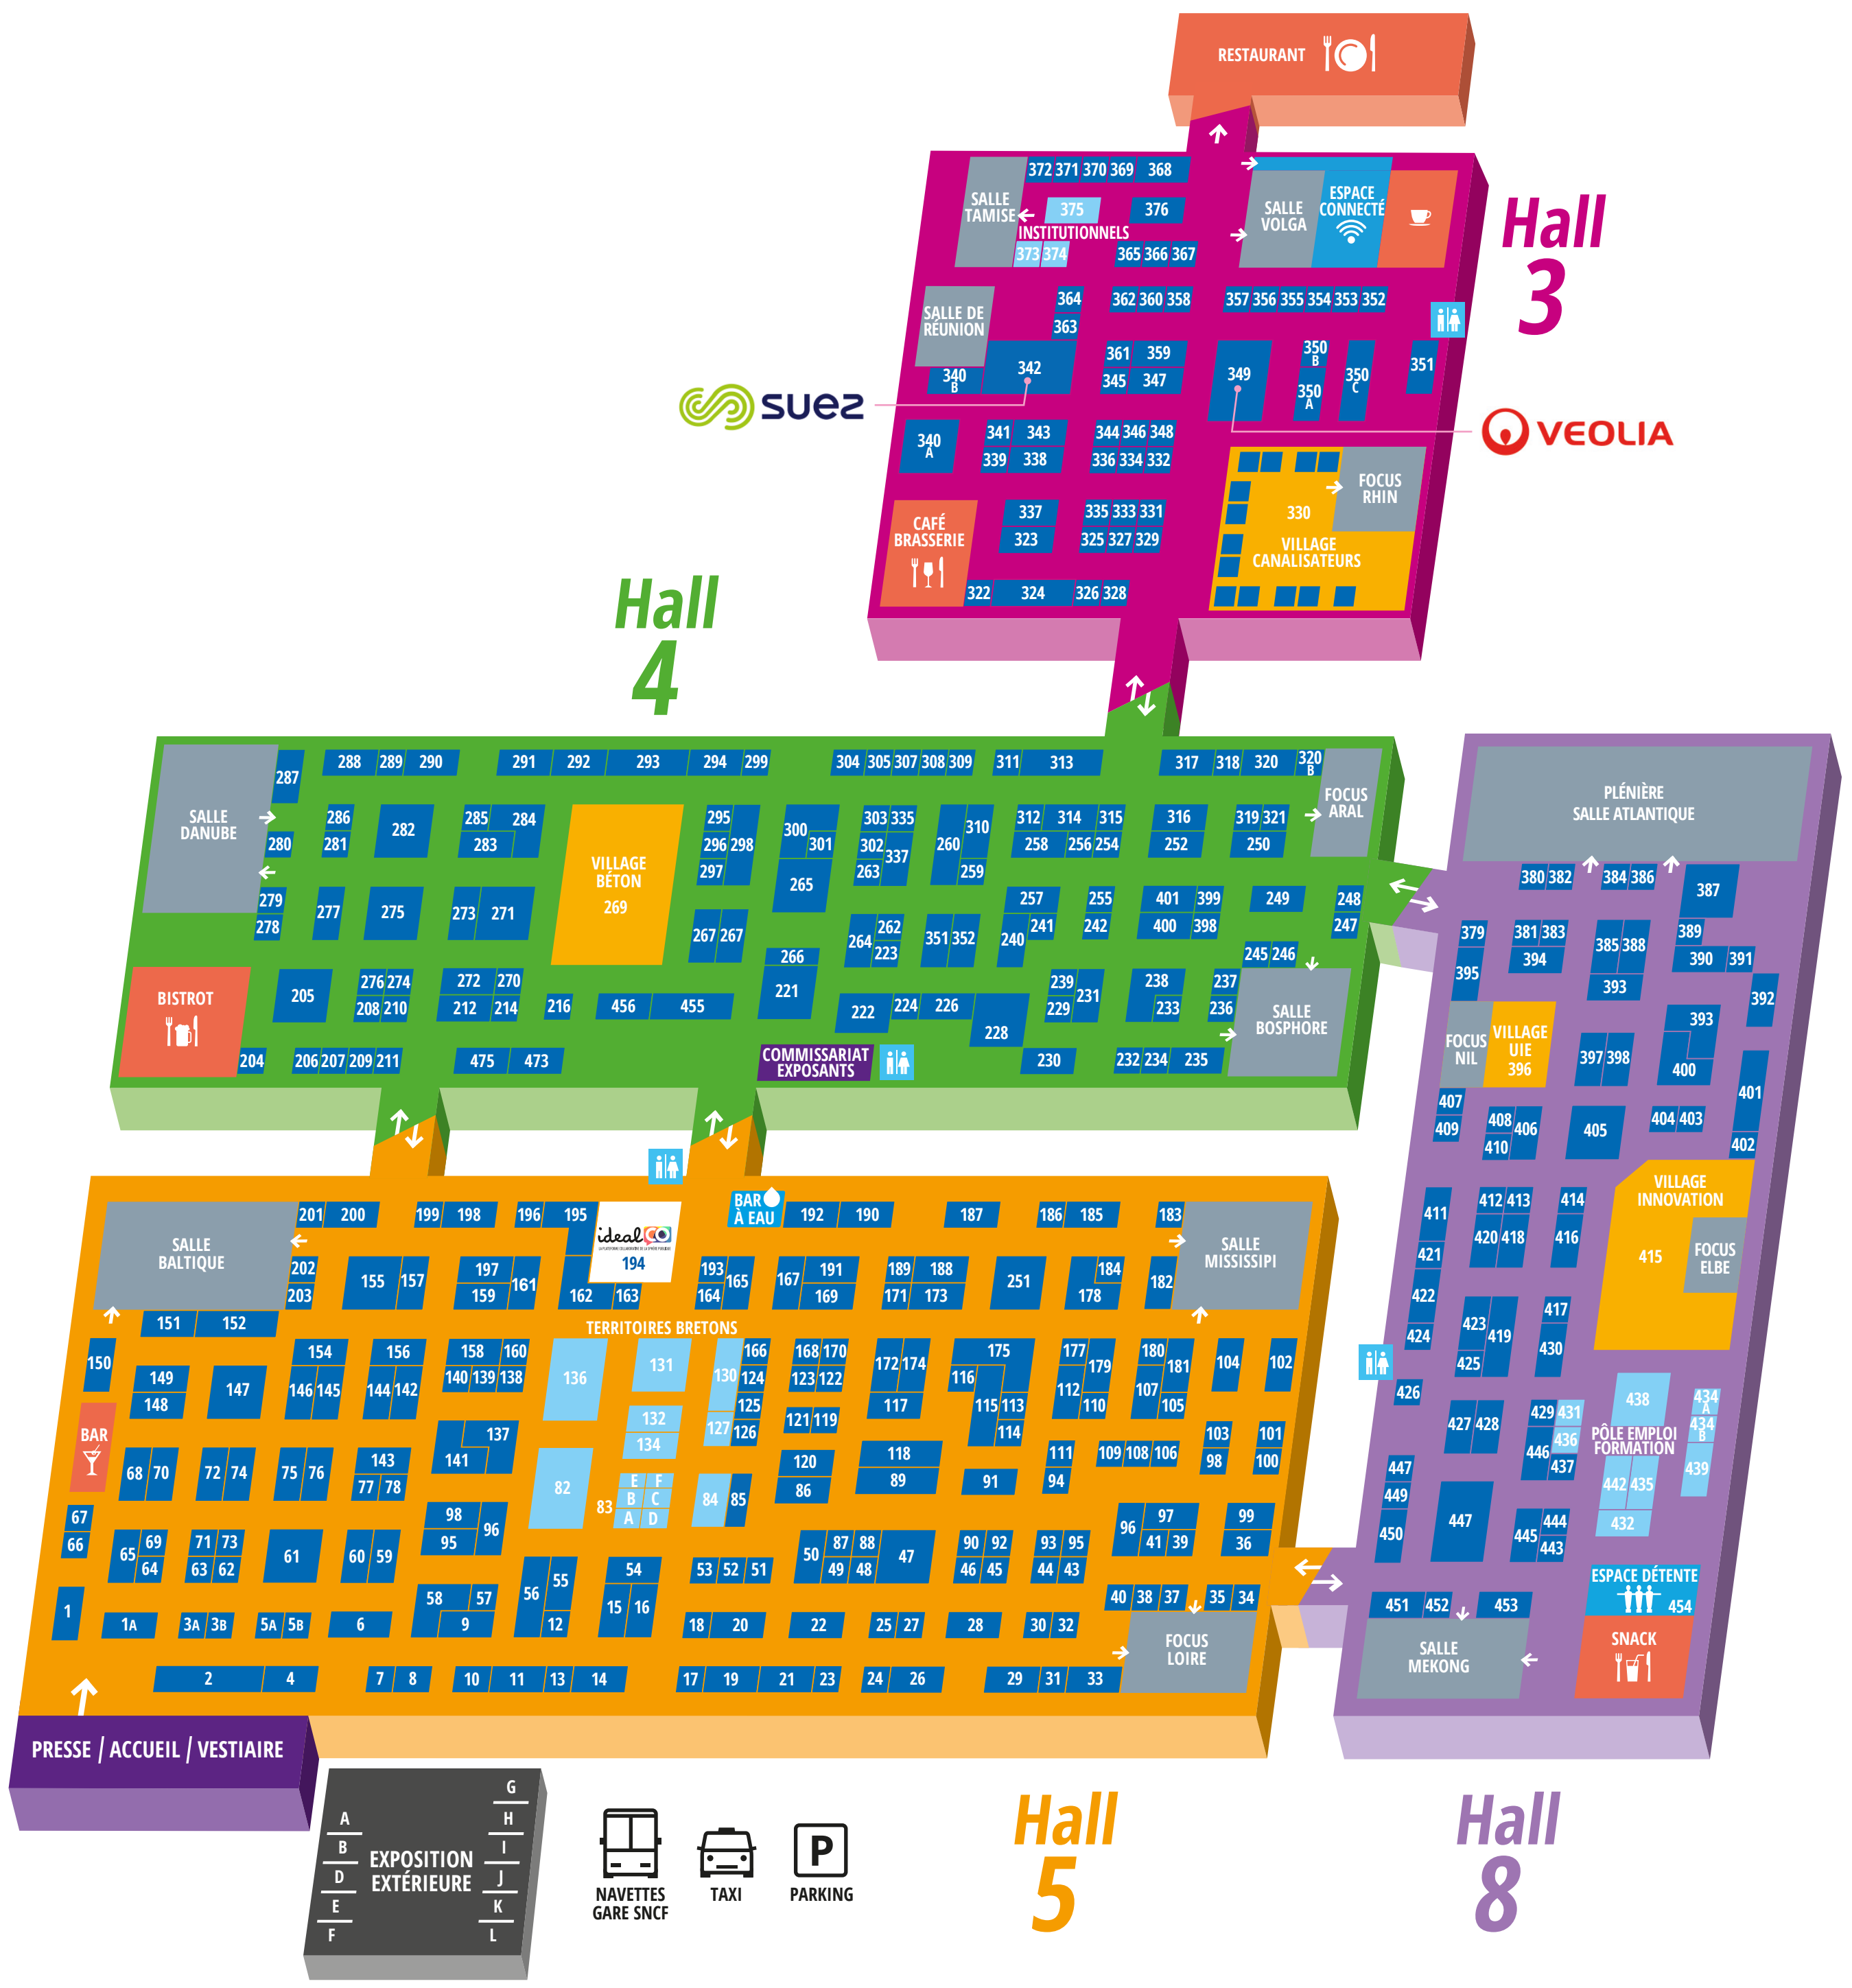 RESTAURANT
Hall
3
372 371 370 369 368
SALLE
TAMISE
375 376
INSTITUTIONNELS
373 374 365 366 367
SALLE
VOLGA
ESPACE
CONNECTÉ
SALLE DE
RÉUNION
364 362 360 358 357 356 355 354 353 352
363
340
B
342 361 359 349 350
B
350
C
351
345 347 350
A
suez
VEOLIA
340
A
341 343 344 346 348
339 338 336 334 332
FOCUS
RHIN
330
VILLAGE
CANALISATEURS
CAFÉ
BRASSERIE
337 335 333 331
323 325 327 329
322 324 326 328
Hall
4
SALLE
DANUBE
287 288 289 290 291 292 293 294 299 304 305 307 308 309 311 313 317 318 320 320
B
FOCUS
ARAL
286 282 285 284 295 300 303 335 310 312 314 315 316 319 321
280 281 283 296 298 301 302 337 260 258 256 254 252 250
297 265 263 259
VILLAGE
BÉTON
269
279 277 275 273 271 257 255 401 399 249 248
278 267 267 264 262 351 352 240 241 242 400 398 247
223
266 245 246
BISTROT
205 276 274 272 270 221 239 231 238 237
208 210 212 214 216 456 455 222 224 226 228 229 233 236
SALLE
BOSPHORE
204 206 207 209 211 475 473
COMMISSARIAT
EXPOSANTS
230 232 234 235
PLÉNIÈRE
SALLE ATLANTIQUE
380 382 384 386 387
379 381 383 385 388 389
395 394 393 390 391
392
FOCUS
NIL
VILLAGE
UIE
396
397 398 393
400
401
407 408 406 405 404 403
409 410 402
VILLAGE
INNOVATION
415
FOCUS
ELBE
411 412 413 414
421 420 418 416
422 423 419 417
424 425 430
426 427 428 429 431 438 434
A
434
B
436
PÔLE EMPLOI
FORMATION
446 437 442 435 439
447 449 450 447 445 444 443 432
ESPACE DÉTENTE
454
451 452 453
SALLE
MEKONG
SNACK
Hall
8
SALLE
BALTIQUE
201 200 199 198 196 195
idealCO
LA PLATEFORME COLLABORATIVE DE LA SPHÈRE PUBLIQUE
194
BAR
À EAU
192 190 187 186 185 183
SALLE
MISSISSIPI
202 155 157 197 161 193 165 167 191 189 188 251 184 182
203 159 162 163 164 169 171 173 178
151 152
TERRITOIRES BRETONS
150 154 156 158 160 136 131 130 166 168 170 172 174 175 177 179 180 181 104 102
149 147 146 145 144 142 140 139 138 124 123 122 116 112 107
148 132 127 125 121 119 117 115 113 110 105
134 126 114
BAR
137 141 103 101
68 70 72 74 75 76 143 82 120 118 111 109 108 106 98 100
77 78 83 E F 84 85 86 89 91 94
B C
A D
67 98 96 97 99
66 65 69 71 73 61 60 59 95 50 87 88 47 90 92 93 95 96 41 39 36
64 63 62 56 55 54 53 52 51 49 48 46 45 44 43
1 58 57 15 16 40 38 37 35 34
1A 3A 3B 5A 5B 6 9 12 18 20 22 25 27 28 30 32
FOCUS
LOIRE
2 4 7 8 10 11 13 14 17 19 21 23 24 26 29 31 33
PRESSE / ACCUEIL / VESTIAIRE
Hall
5
EXPOSITION
EXTÉRIEURE
A
B
D
E
F
G
H
I
J
K
L
NAVETTES
GARE SNCF
TAXI
P
PARKING